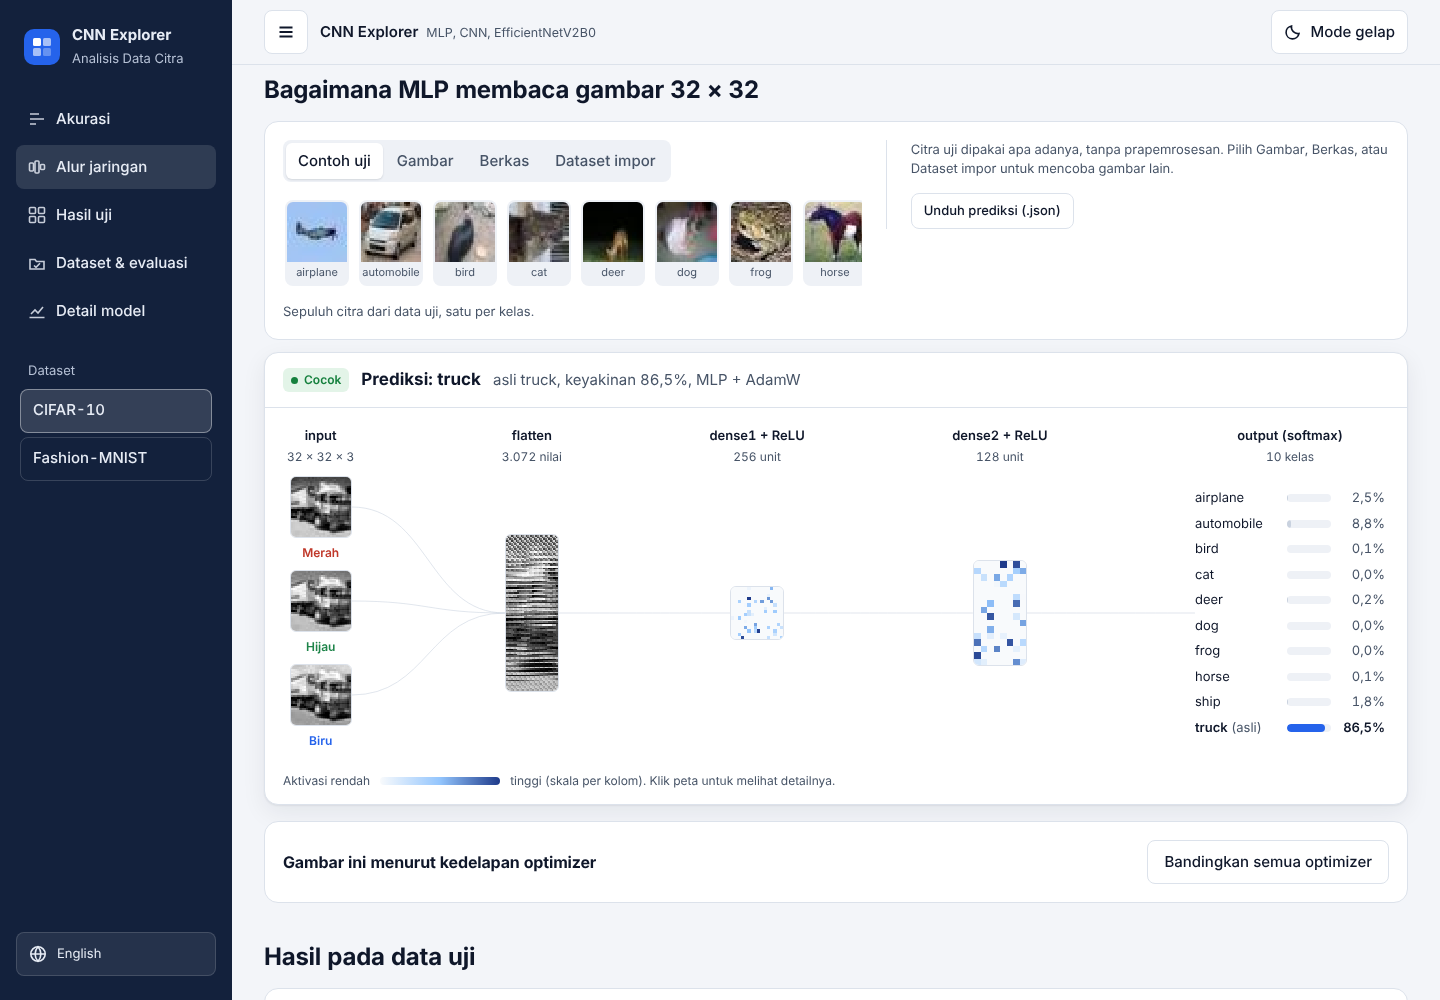 CNN Explorer
Analisis Data Citra
Akurasi
Alur jaringan
Hasil uji
Dataset & evaluasi
Detail model
Dataset
CIFAR-10
Fashion-MNIST
English
CNN Explorer MLP, CNN, EfficientNetV2B0
Mode gelap
Bagaimana MLP membaca gambar 32 × 32
Contoh uji Gambar Berkas Dataset impor
airplane automobile bird cat deer dog frog horse
Sepuluh citra dari data uji, satu per kelas.
Citra uji dipakai apa adanya, tanpa prapemrosesan. Pilih Gambar, Berkas, atau
Dataset impor untuk mencoba gambar lain.
Unduh prediksi (.json)
Cocok Prediksi: truck asli truck, keyakinan 86,5%, MLP + AdamW
input flatten dense1 + ReLU dense2 + ReLU output (softmax)
32 × 32 × 3 3.072 nilai 256 unit 128 unit 10 kelas
Merah
Hijau
Biru
airplane 2,5%
automobile 8,8%
bird 0,1%
cat 0,0%
deer 0,2%
dog 0,0%
frog 0,0%
horse 0,1%
ship 1,8%
truck (asli) 86,5%
Aktivasi rendah tinggi (skala per kolom). Klik peta untuk melihat detailnya.
Gambar ini menurut kedelapan optimizer
Bandingkan semua optimizer
Hasil pada data uji